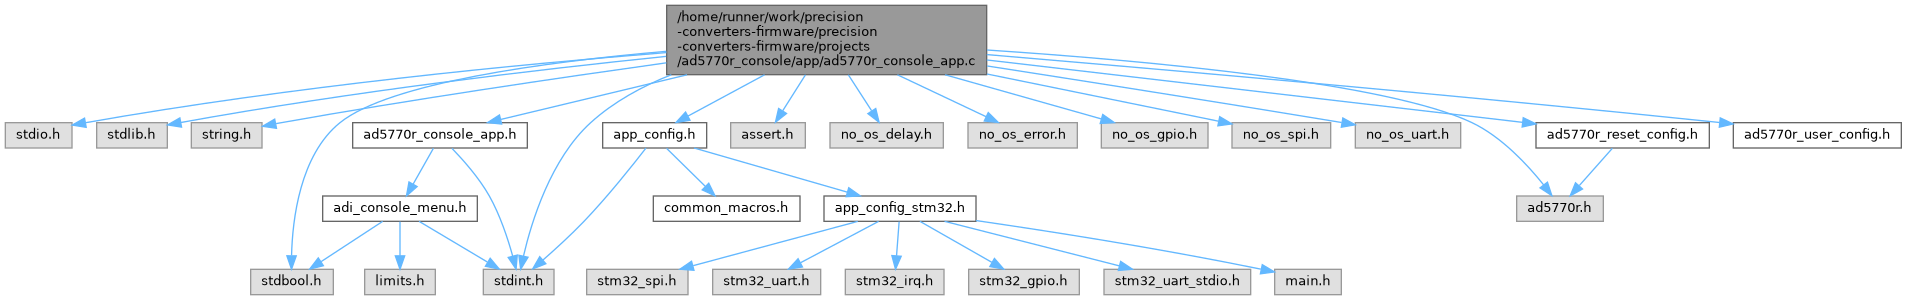 /home/runner/work/precision
-converters-firmware/precision
-converters-firmware/projects
/ad5770r_console/app/ad5770r_console_app.c
stdio.h
stdlib.h
string.h
ad5770r_console_app.h
app_config.h
assert.h
no_os_delay.h
no_os_error.h
no_os_gpio.h
no_os_spi.h
no_os_uart.h
ad5770r_reset_config.h
ad5770r_user_config.h
adi_console_menu.h
common_macros.h
app_config_stm32.h
ad5770r.h
stdbool.h
limits.h
stdint.h
stm32_spi.h
stm32_uart.h
stm32_irq.h
stm32_gpio.h
stm32_uart_stdio.h
main.h